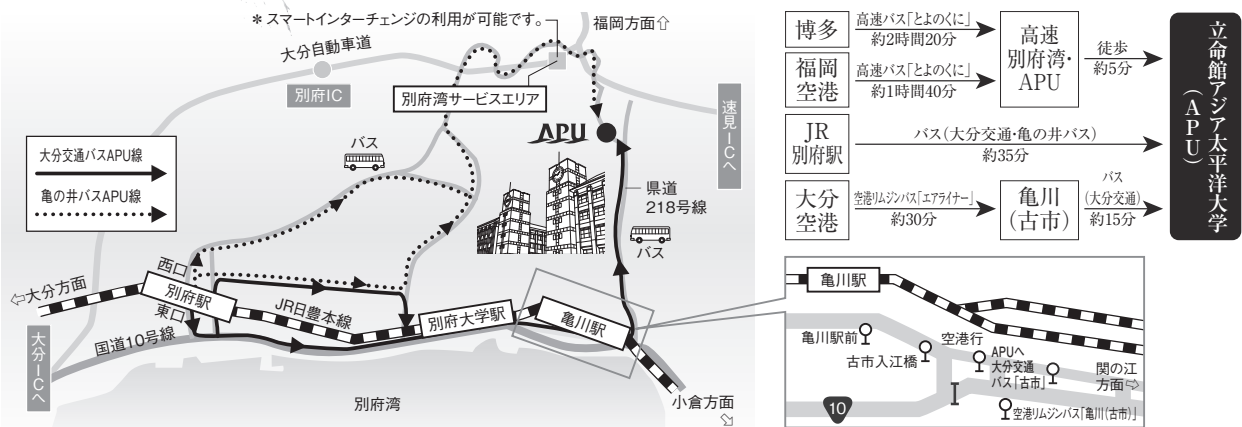 *スマートインターチェンジの利用が可能です。
福岡方面⇧
大分自動車道
別府IC
別府湾サービスエリア
速見ICへ
大分交通バスAPU線
亀の井バスAPU線
バス
APU
県道
218号線
バス
西口
⇦大分方面
別府駅
東口
JR日豊本線
別府大学駅
亀川駅
国道10号線
大分ICへ
別府湾
小倉方面
博多
高速バス「とよのくに」
約2時間20分
福岡
空港
高速バス「とよのくに」
約1時間40分
高速
別府湾・
APU
徒歩
約5分
JR
別府駅
バス(大分交通・亀の井バス)
約35分
大分
空港
空港リムジンバス「エアライナー」
約30分
亀川
(古市)
バス
(大分交通)
約15分
立命館アジア太平洋大学
(APU)
亀川駅
亀川駅前
古市入江橋
空港行
APUへ
大分交通
バス「古市」
関の江
方面⇨
10
空港リムジンバス「亀川(古市)」